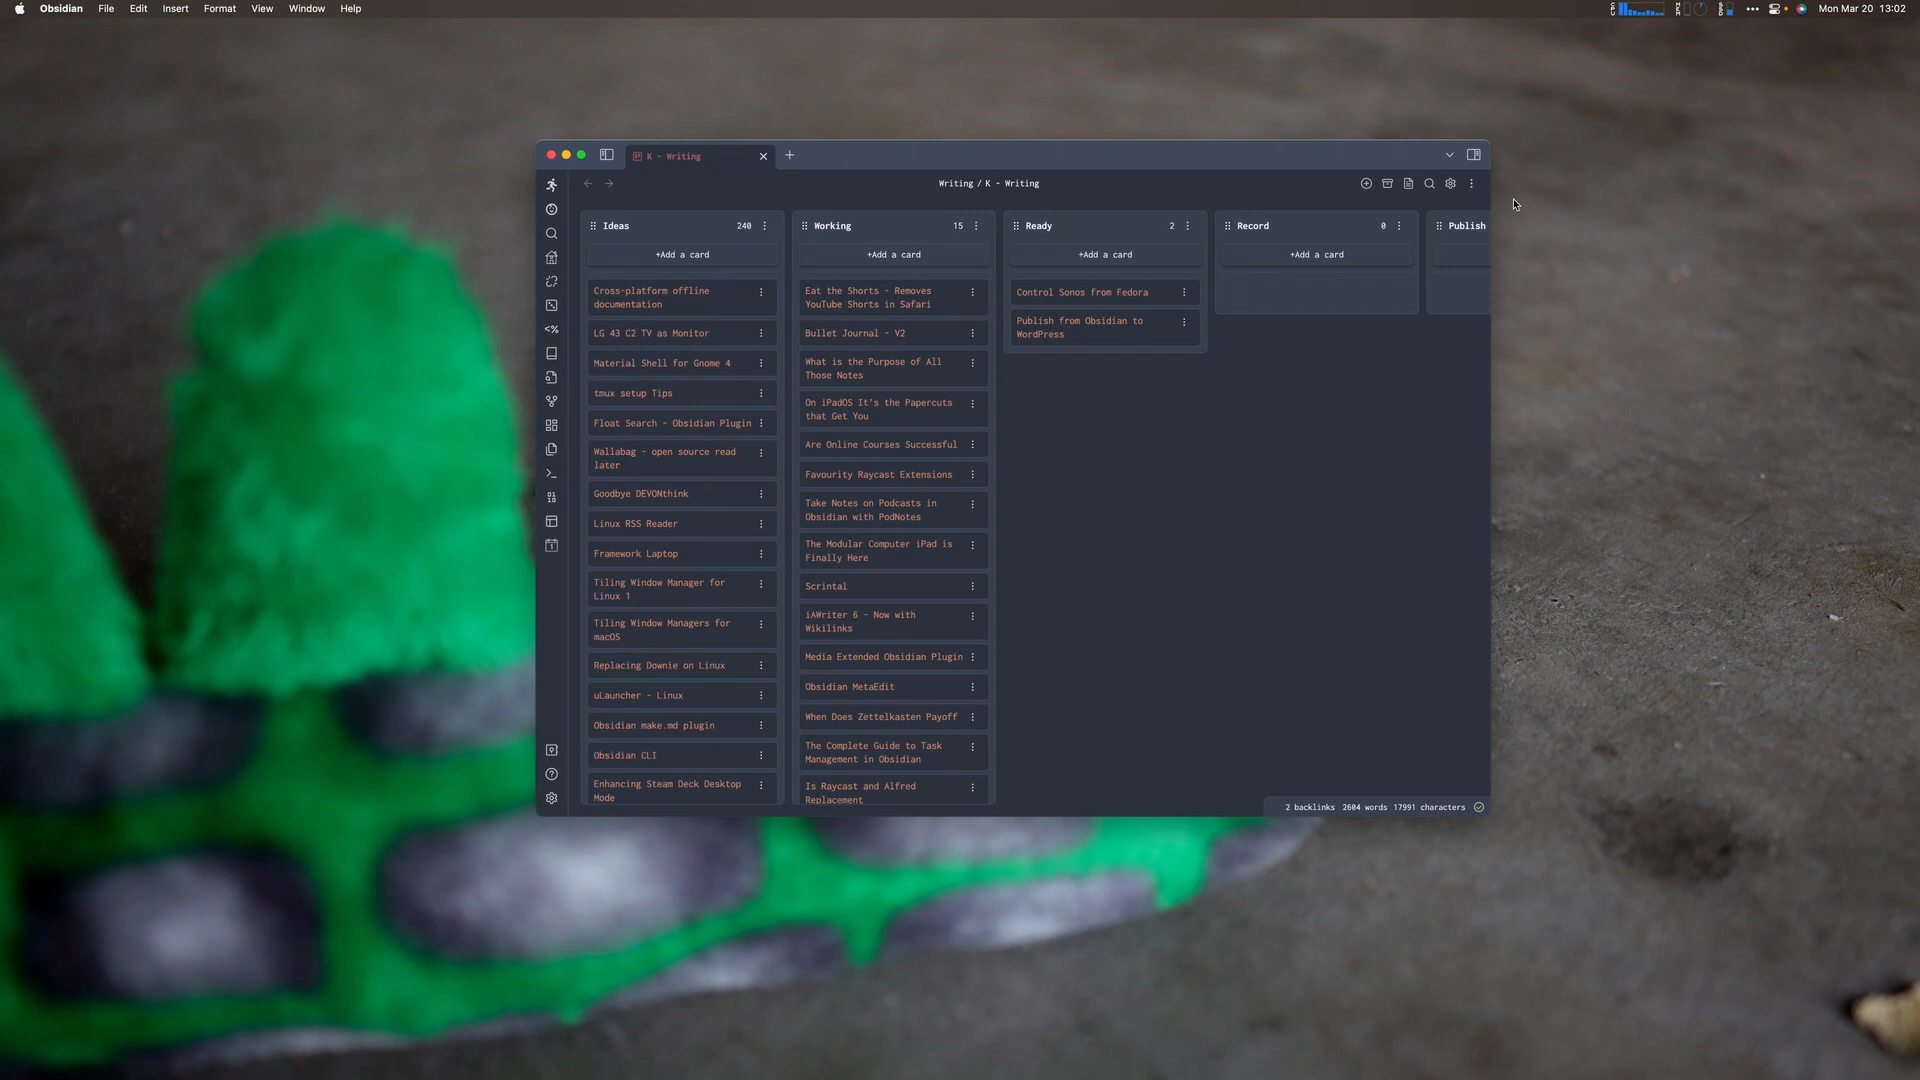 Obsidian File Edit Insert Format View Window Help
Mon Mar 20 13:02
K - Writing
Writing / K - Writing
Ideas 240
+Add a card
Cross-platform offline
documentation
LG 43 C2 TV as Monitor
Material Shell for Gnome 4
tmux setup Tips
Float Search - Obsidian Plugin
Wallabag - open source read
later
Goodbye DEVONthink
Linux RSS Reader
Framework Laptop
Tiling Window Manager for
Linux 1
Tiling Window Managers for
macOS
Replacing Downie on Linux
uLauncher - Linux
Obsidian make.md plugin
Obsidian CLI
Enhancing Steam Deck Desktop
Mode
Working 15
+Add a card
Eat the Shorts - Removes
YouTube Shorts in Safari
Bullet Journal - V2
What is the Purpose of All
Those Notes
On iPadOS It's the Papercuts
that Get You
Are Online Courses Successful
Favourity Raycast Extensions
Take Notes on Podcasts in
Obsidian with PodNotes
The Modular Computer iPad is
Finally Here
Scrintal
iAWriter 6 - Now with
Wikilinks
Media Extended Obsidian Plugin
Obsidian MetaEdit
When Does Zettelkasten Payoff
The Complete Guide to Task
Management in Obsidian
Is Raycast and Alfred
Replacement
Ready 2
+Add a card
Control Sonos from Fedora
Publish from Obsidian to
WordPress
Record 0
+Add a card
Publish
2 backlinks 2604 words 17991 characters